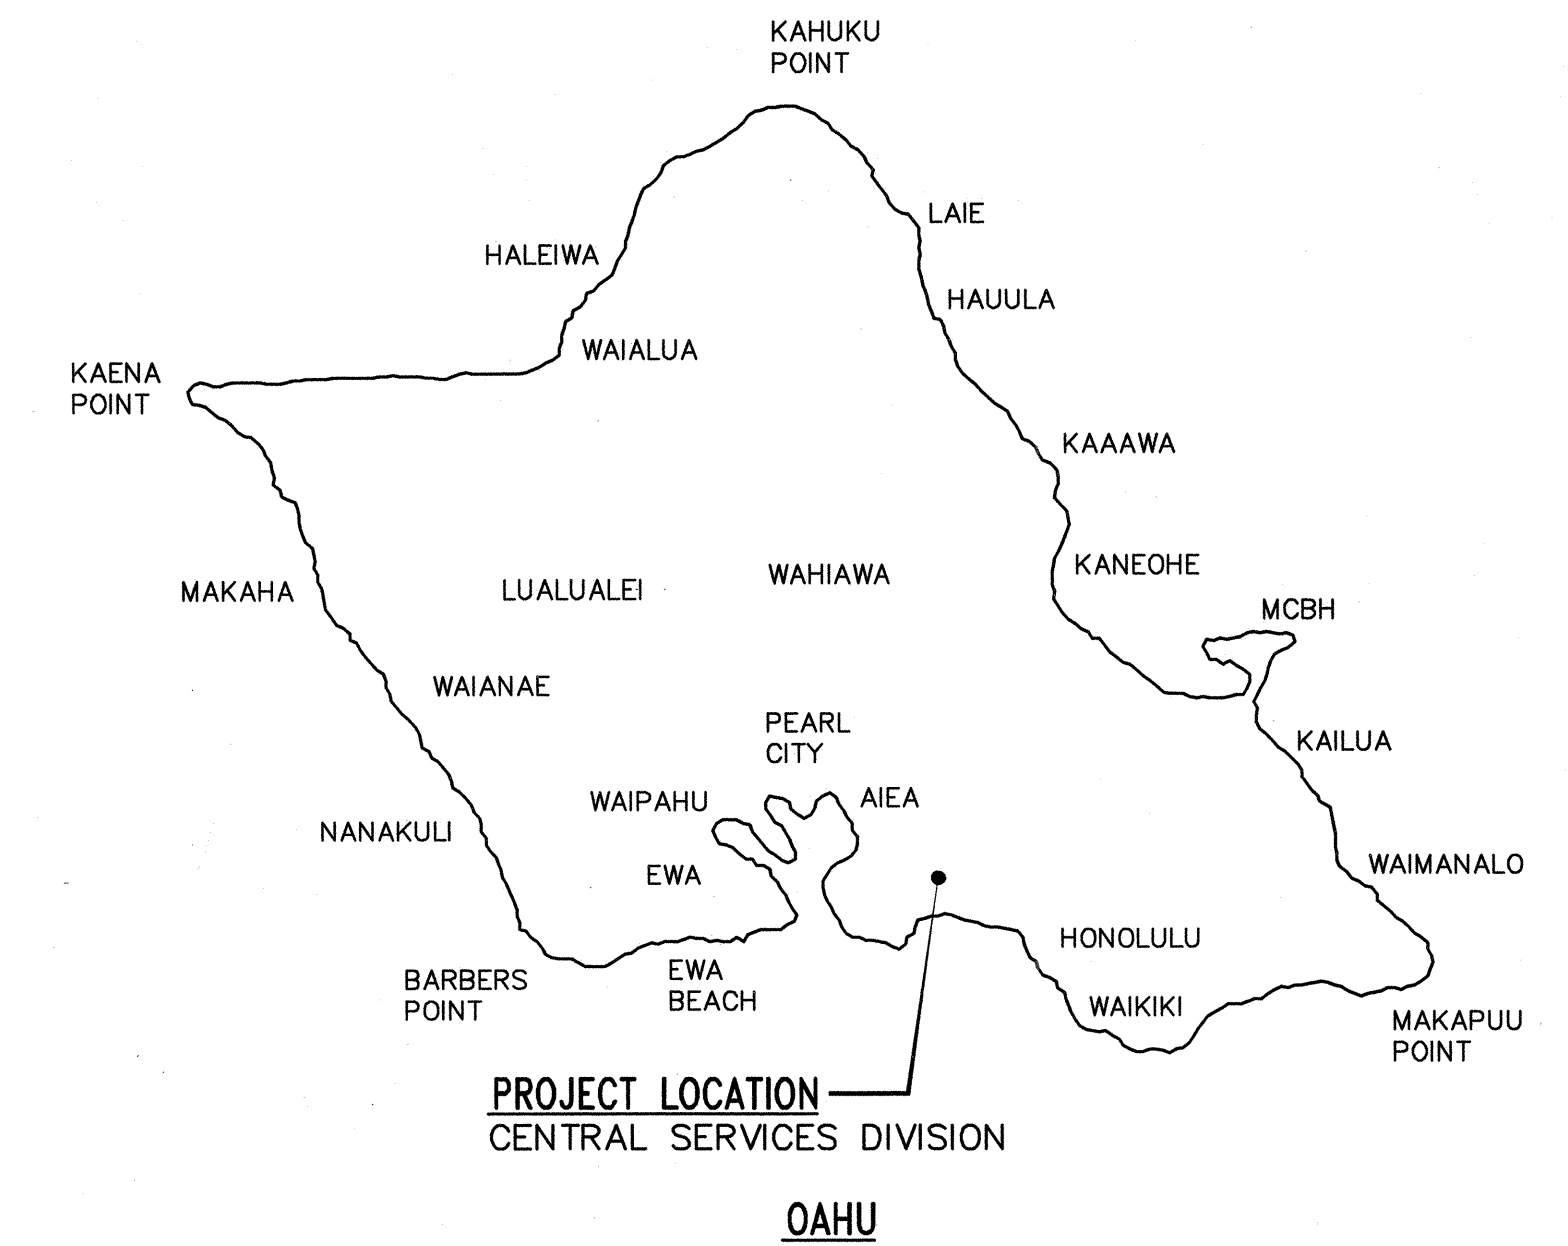 KAHUKU
POINT
LAIE
HALEIWA
HAUULA
WAIALUA
KAENA
POINT
KAAAWA
KANEOHE
MAKAHA
LUALUALEI
WAHIAWA
MCBH
WAIANAE
PEARL
CITY
KAILUA
WAIPAHU
AIEA
NANAKULI
EWA
WAIMANALO
HONOLULU
BARBERS
POINT
EWA
BEACH
WAIKIKI
MAKAPUU
POINT
PROJECT LOCATION
CENTRAL SERVICES DIVISION
OAHU